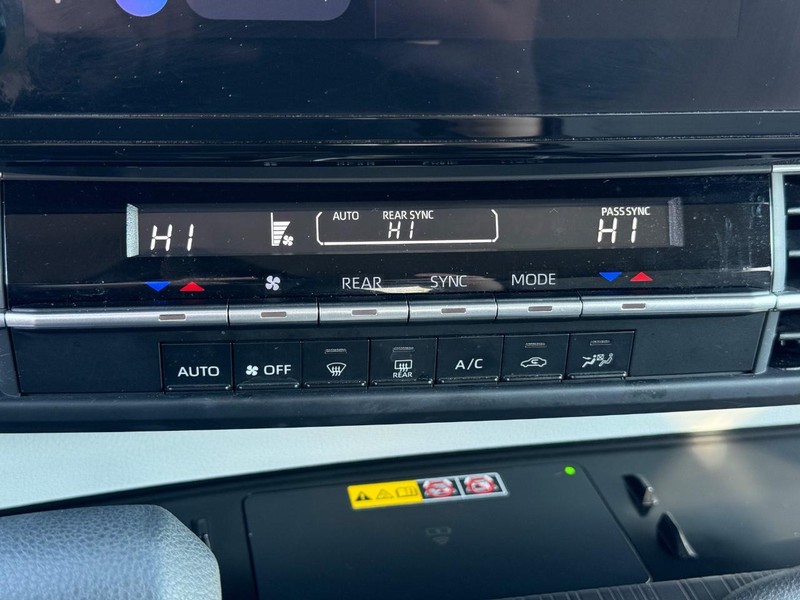 AUTO REAR SYNC PASS SYNC
HI HI HI
REAR SYNC MODE
AUTO OFF REAR A/C